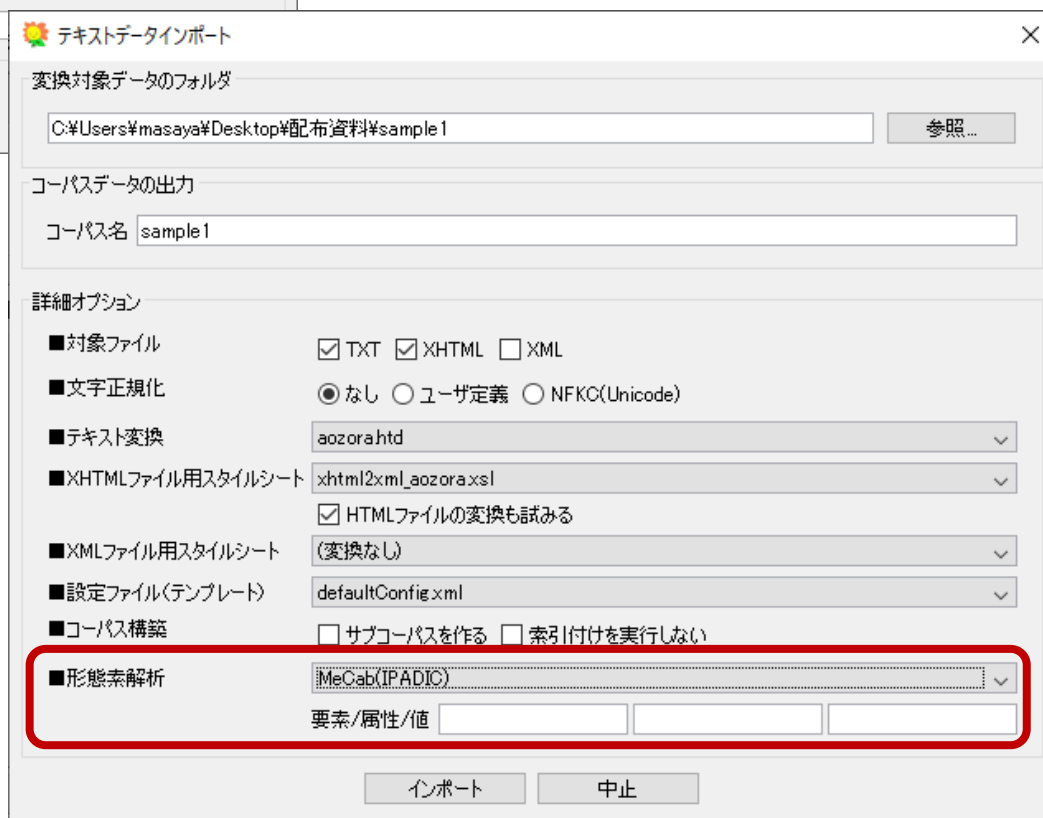 テキストデータインポート
変換対象データのフォルダ
C:¥Users¥masaya¥Desktop¥配布資料¥sample1 参照...
コーパスデータの出力
コーパス名 sample1
詳細オプション
■対象ファイル TXT XHTML XML
■文字正規化 なし ユーザ定義 NFKC(Unicode)
■テキスト変換 aozora.htd
■XHTMLファイル用スタイルシート xhtml2xml_aozora.xsl
HTMLファイルの変換も試みる
■XMLファイル用スタイルシート (変換なし)
■設定ファイル(テンプレート) defaultConfig.xml
■コーパス構築 サブコーパスを作る 索引付けを実行しない
■形態素解析 MeCab(IPADIC)
要素/属性/値
インポート 中止